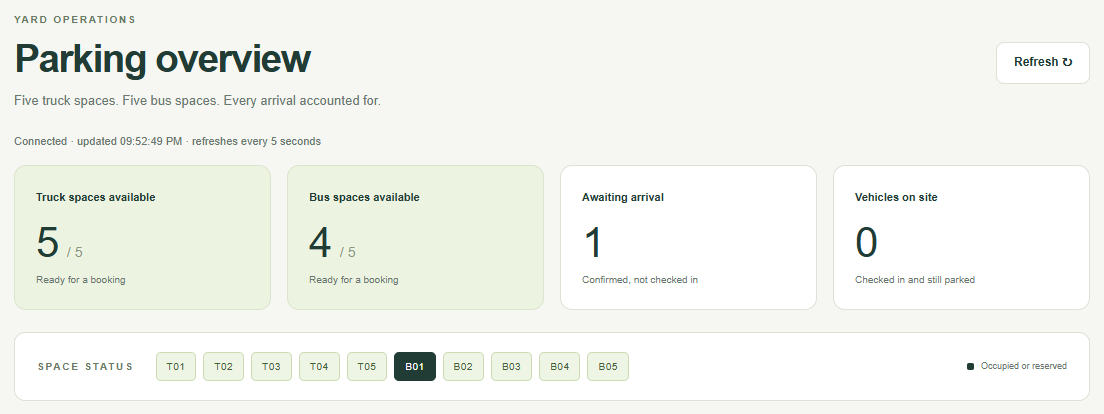 YARD OPERATIONS
Parking overview
Refresh ↻
Five truck spaces. Five bus spaces. Every arrival accounted for.
Connected · updated 09:52:49 PM · refreshes every 5 seconds
Truck spaces available
5 / 5
Ready for a booking
Bus spaces available
4 / 5
Ready for a booking
Awaiting arrival
1
Confirmed, not checked in
Vehicles on site
0
Checked in and still parked
SPACE STATUS T01 T02 T03 T04 T05 B01 B02 B03 B04 B05 Occupied or reserved